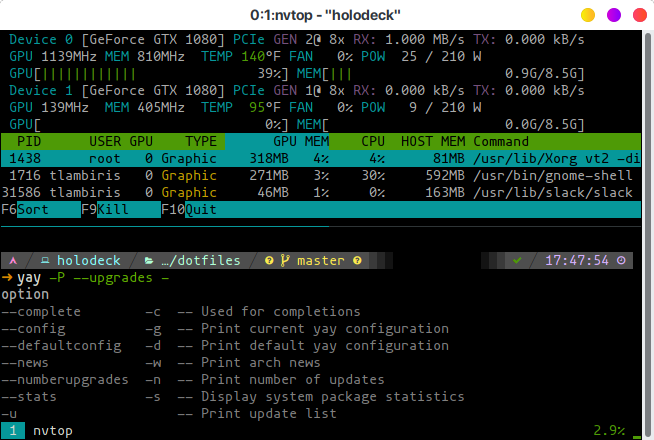 0:1:nvtop - "holodeck"
Device 0 [GeForce GTX 1080] PCIe GEN 2@ 8x RX: 1.000 MB/s TX: 0.000 kB/s
GPU 1139MHz MEM 810MHz TEMP 140°F FAN 0% POW 25 / 210 W
GPU[|||||||||||| 39%] MEM[||| 0.9G/8.5G]
Device 1 [GeForce GTX 1080] PCIe GEN 1@ 8x RX: 0.000 kB/s TX: 0.000 kB/s
GPU 139MHz MEM 405MHz TEMP 95°F FAN 0% POW 9 / 210 W
GPU[ 0%] MEM[ 0.0G/8.5G]
PID USER GPU TYPE GPU MEM CPU HOST MEM Command
1438 root 0 Graphic 318MB 4% 4% 81MB /usr/lib/Xorg vt2 -di
1716 tlambiris 0 Graphic 271MB 3% 30% 592MB /usr/bin/gnome-shell
31586 tlambiris 0 Graphic 46MB 1% 0% 163MB /usr/lib/slack/slack
F6Sort F9Kill F10Quit
/ holodeck / …/dotfiles / master
✔ / 17:47:54
➜ yay -P --upgrades -
option
--complete -c -- Used for completions
--config -g -- Print current yay configuration
--defaultconfig -d -- Print default yay configuration
--news -w -- Print arch news
--numberupgrades -n -- Print number of updates
--stats -s -- Display system package statistics
-u -- Print update list
1 nvtop 2.9%